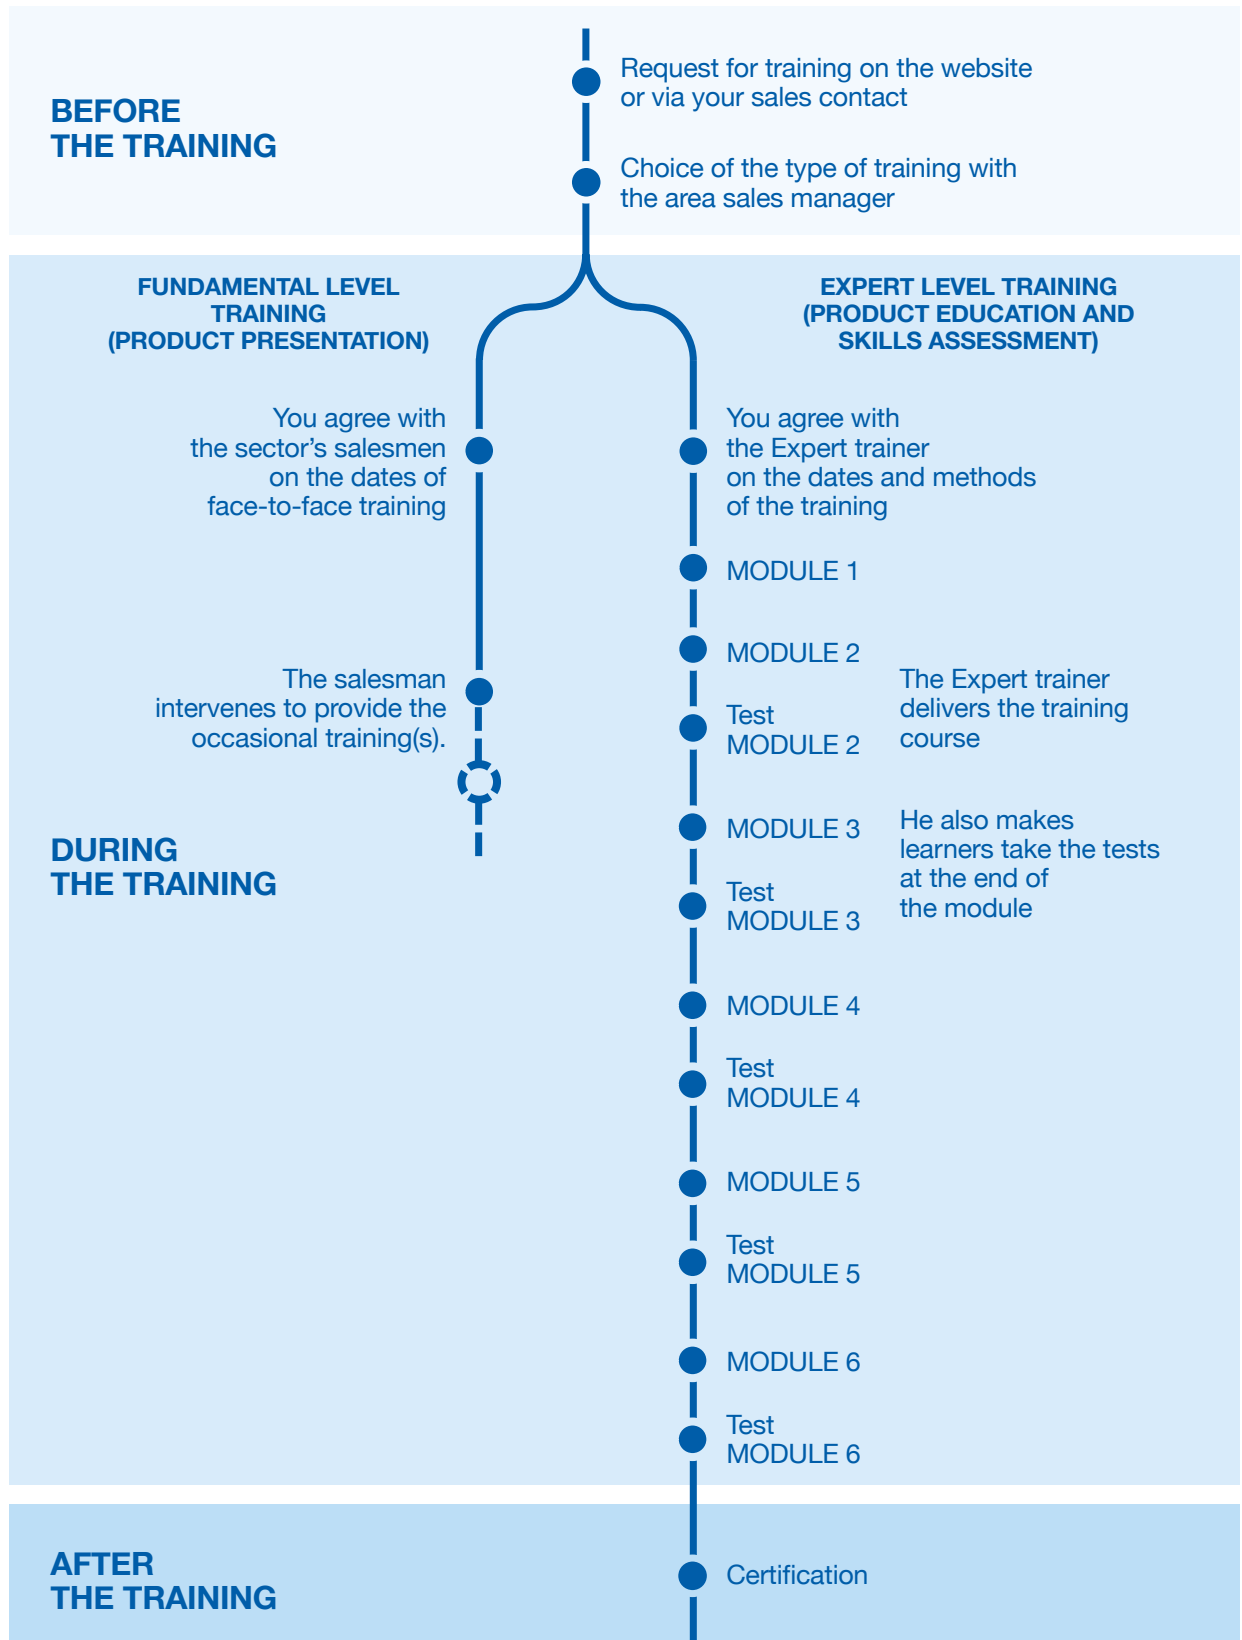 BEFORE
THE TRAINING
Request for training on the website
or via your sales contact
Choice of the type of training with
the area sales manager
FUNDAMENTAL LEVEL
TRAINING
(PRODUCT PRESENTATION)
You agree with
the sector's salesmen
on the dates of
face-to-face training
The salesman
intervenes to provide the
occasional training(s).
DURING
THE TRAINING
EXPERT LEVEL TRAINING
(PRODUCT EDUCATION AND
SKILLS ASSESSMENT)
You agree with
the Expert trainer
on the dates and methods
of the training
MODULE 1
MODULE 2
Test
MODULE 2
MODULE 3
Test
MODULE 3
MODULE 4
Test
MODULE 4
MODULE 5
Test
MODULE 5
MODULE 6
Test
MODULE 6
The Expert trainer
delivers the training
course
He also makes
learners take the tests
at the end of
the module
AFTER
THE TRAINING
Certification